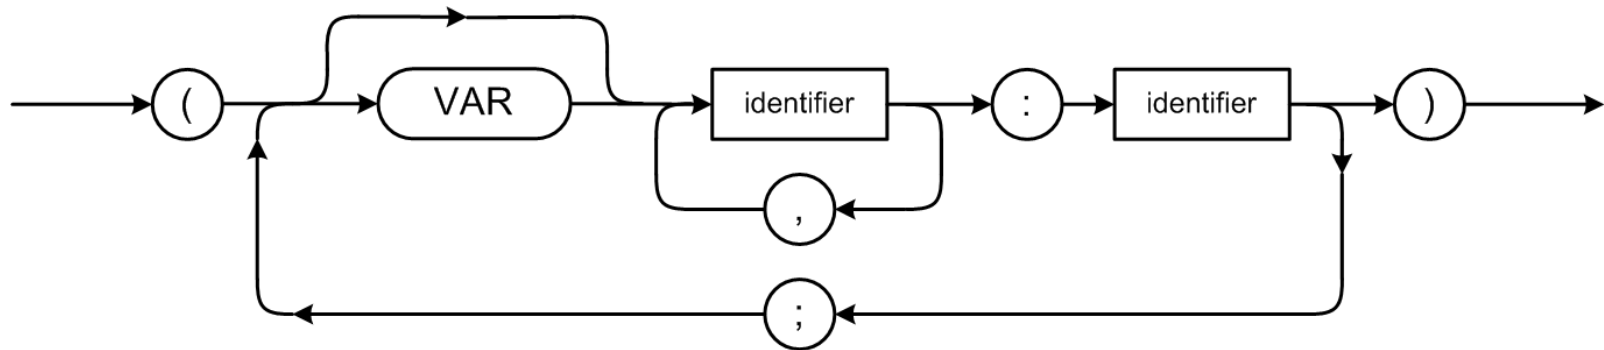 ( VAR identifier : identifier )
,
;